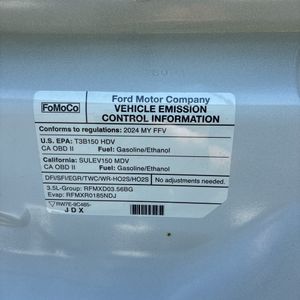 FoMoCo
Ford Motor Company
VEHICLE EMISSION
CONTROL INFORMATION
Conforms to regulations: 2024 MY FFV
U.S. EPA: T3B150 HDV
CA OBD II Fuel: Gasoline/Ethanol
California: SULEV150 MDV
CA OBD II Fuel: Gasoline/Ethanol
DFI/SFI/EGR/TWC/WR-HO2S/HO2S No adjustments needed.
3.5L-Group: RFMXD03.56BG
Evap: RFMXR0185NDJ
RW7E-9C485-
JDX